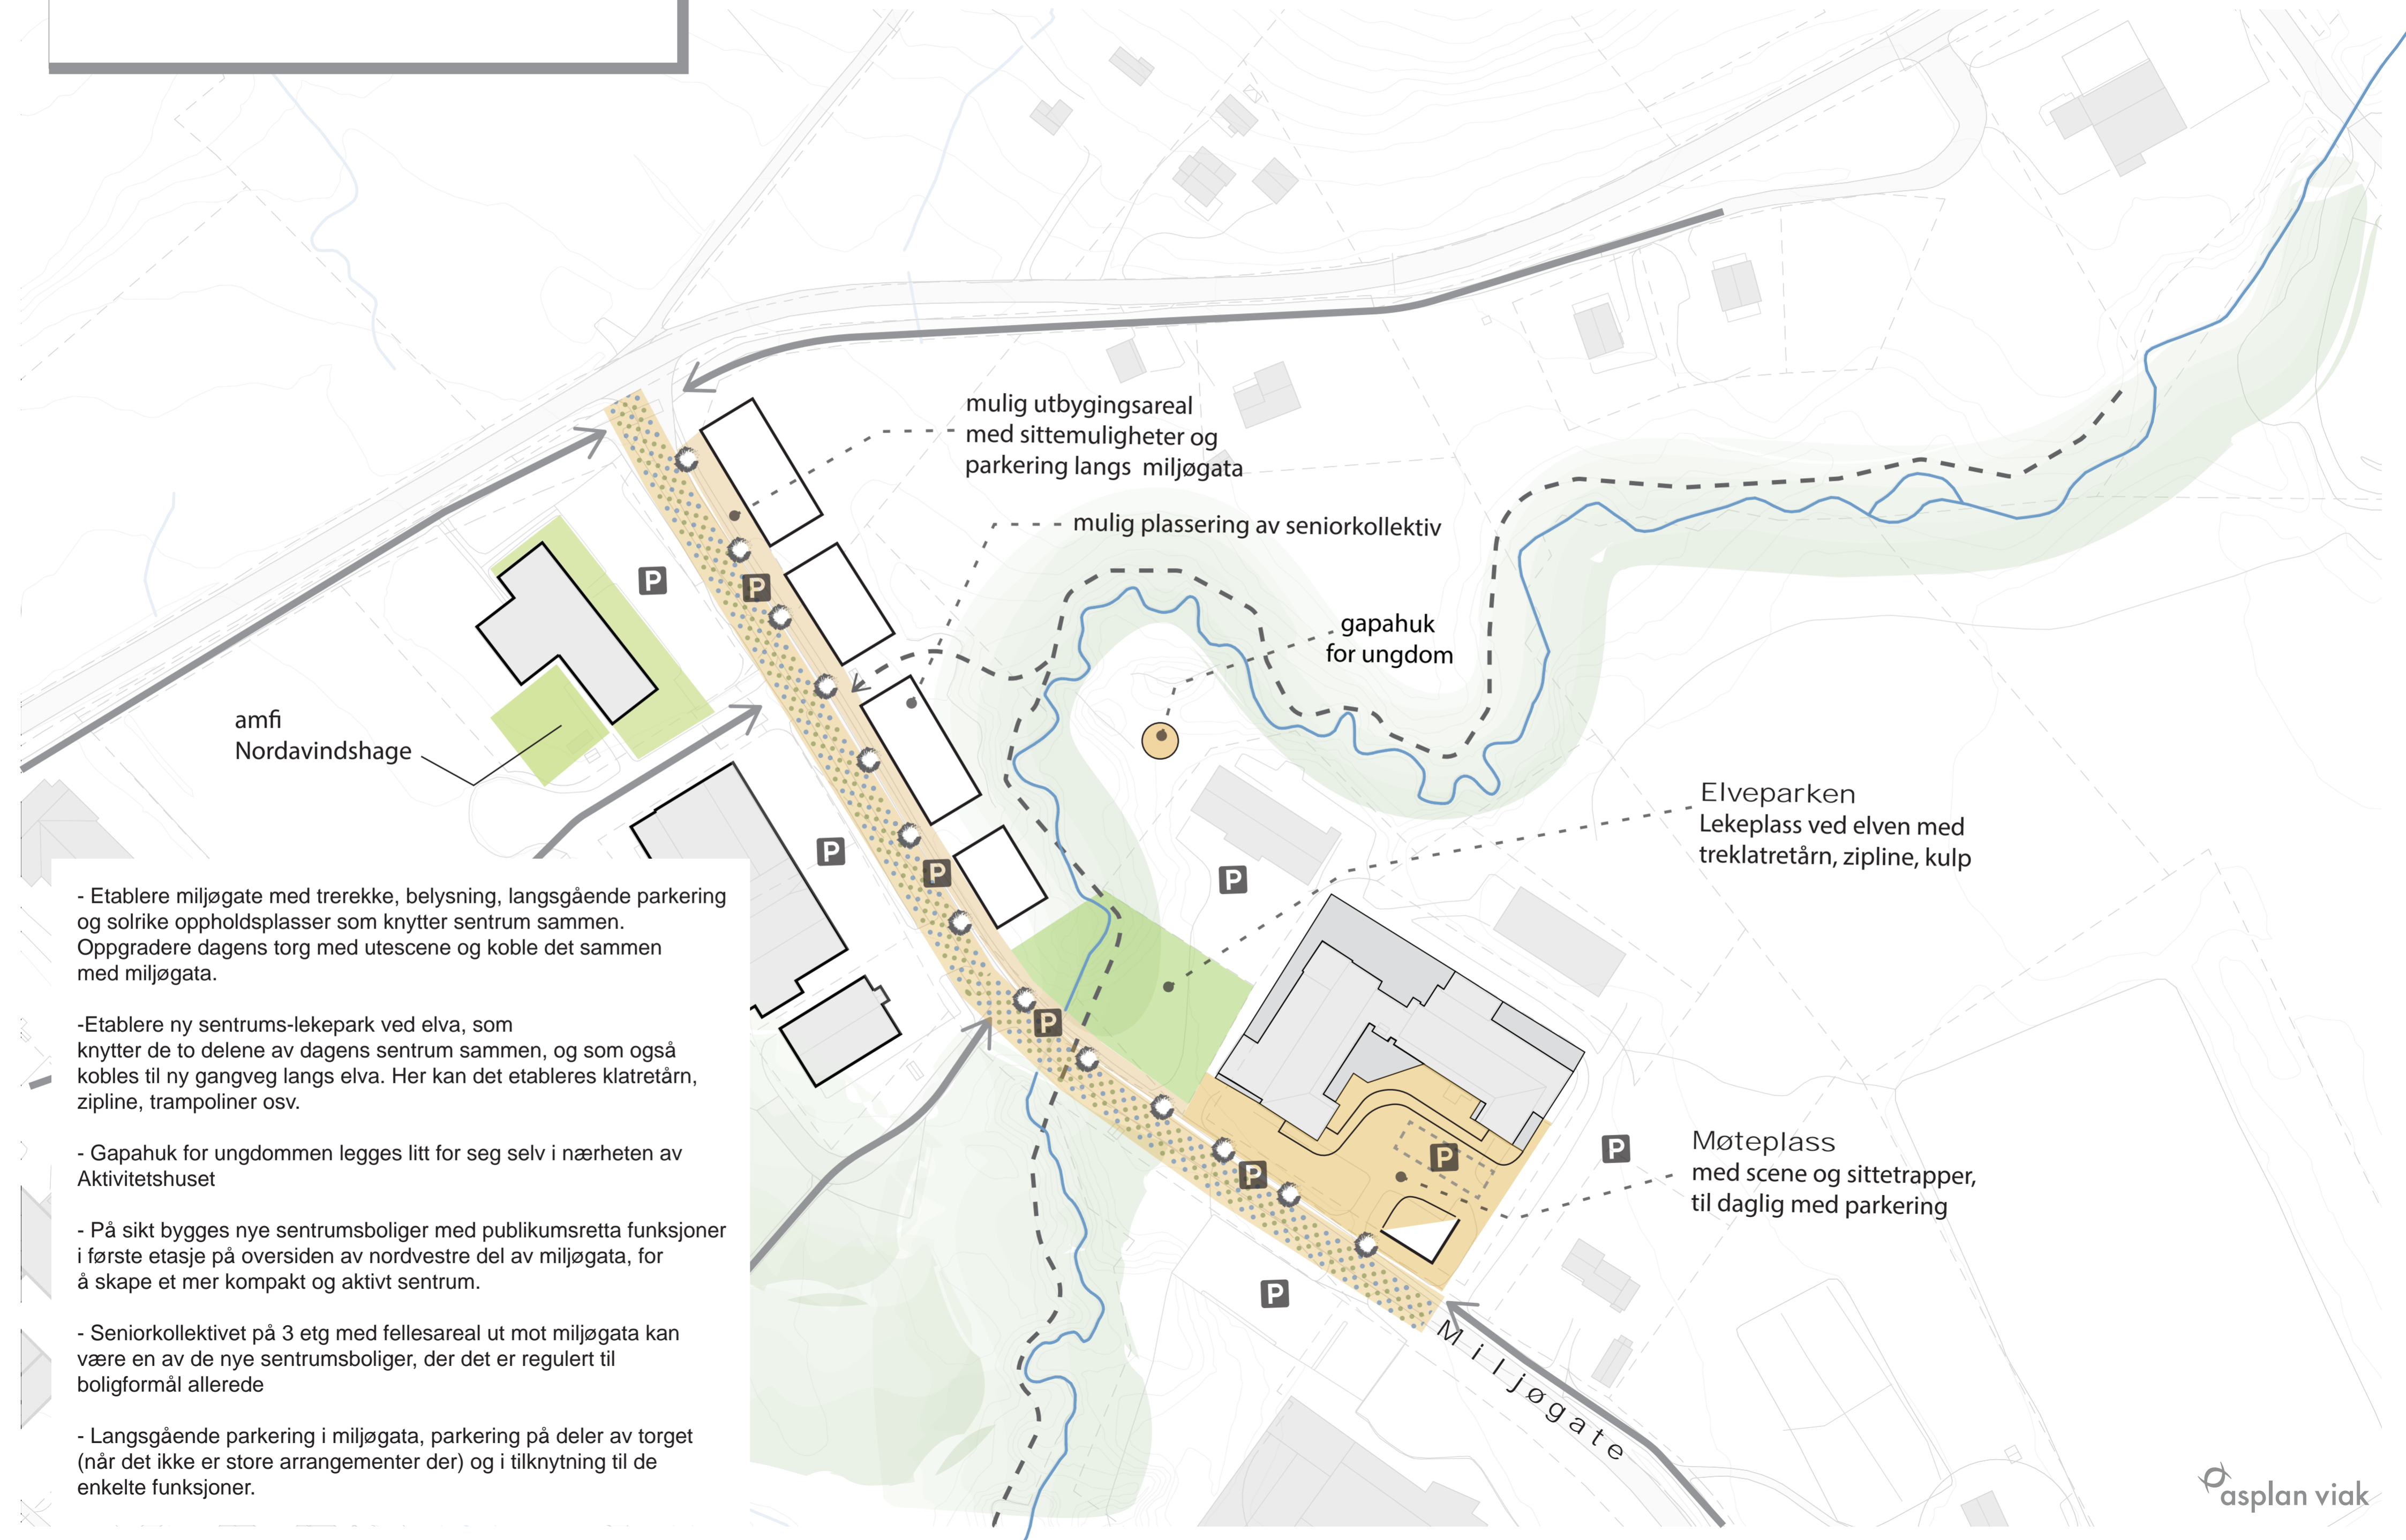 mulig utbygingsareal
med sittemuligheter og
parkering langs miljøgata
mulig plassering av seniorkollektiv
gapahuk
for ungdom
amfi
Nordavindshage
Elveparken
Lekeplass ved elven med
treklatretårn, zipline, kulp
Møteplass
med scene og sittetrapper,
til daglig med parkering
Miljøgate
P
P
P
P
P
P
P
P
P
P
- Etablere miljøgate med trerekke, belysning, langsgående parkering
og solrike oppholdsplasser som knytter sentrum sammen.
Oppgradere dagens torg med utescene og koble det sammen
med miljøgata.
-Etablere ny sentrums-lekepark ved elva, som
knytter de to delene av dagens sentrum sammen, og som også
kobles til ny gangveg langs elva. Her kan det etableres klatretårn,
zipline, trampoliner osv.
- Gapahuk for ungdommen legges litt for seg selv i nærheten av
Aktivitetshuset
- På sikt bygges nye sentrumsboliger med publikumsretta funksjoner
i første etasje på oversiden av nordvestre del av miljøgata, for
å skape et mer kompakt og aktivt sentrum.
- Seniorkollektivet på 3 etg med fellesareal ut mot miljøgata kan
være en av de nye sentrumsboliger, der det er regulert til
boligformål allerede
- Langsgående parkering i miljøgata, parkering på deler av torget
(når det ikke er store arrangementer der) og i tilknytning til de
enkelte funksjoner.
asplan viak